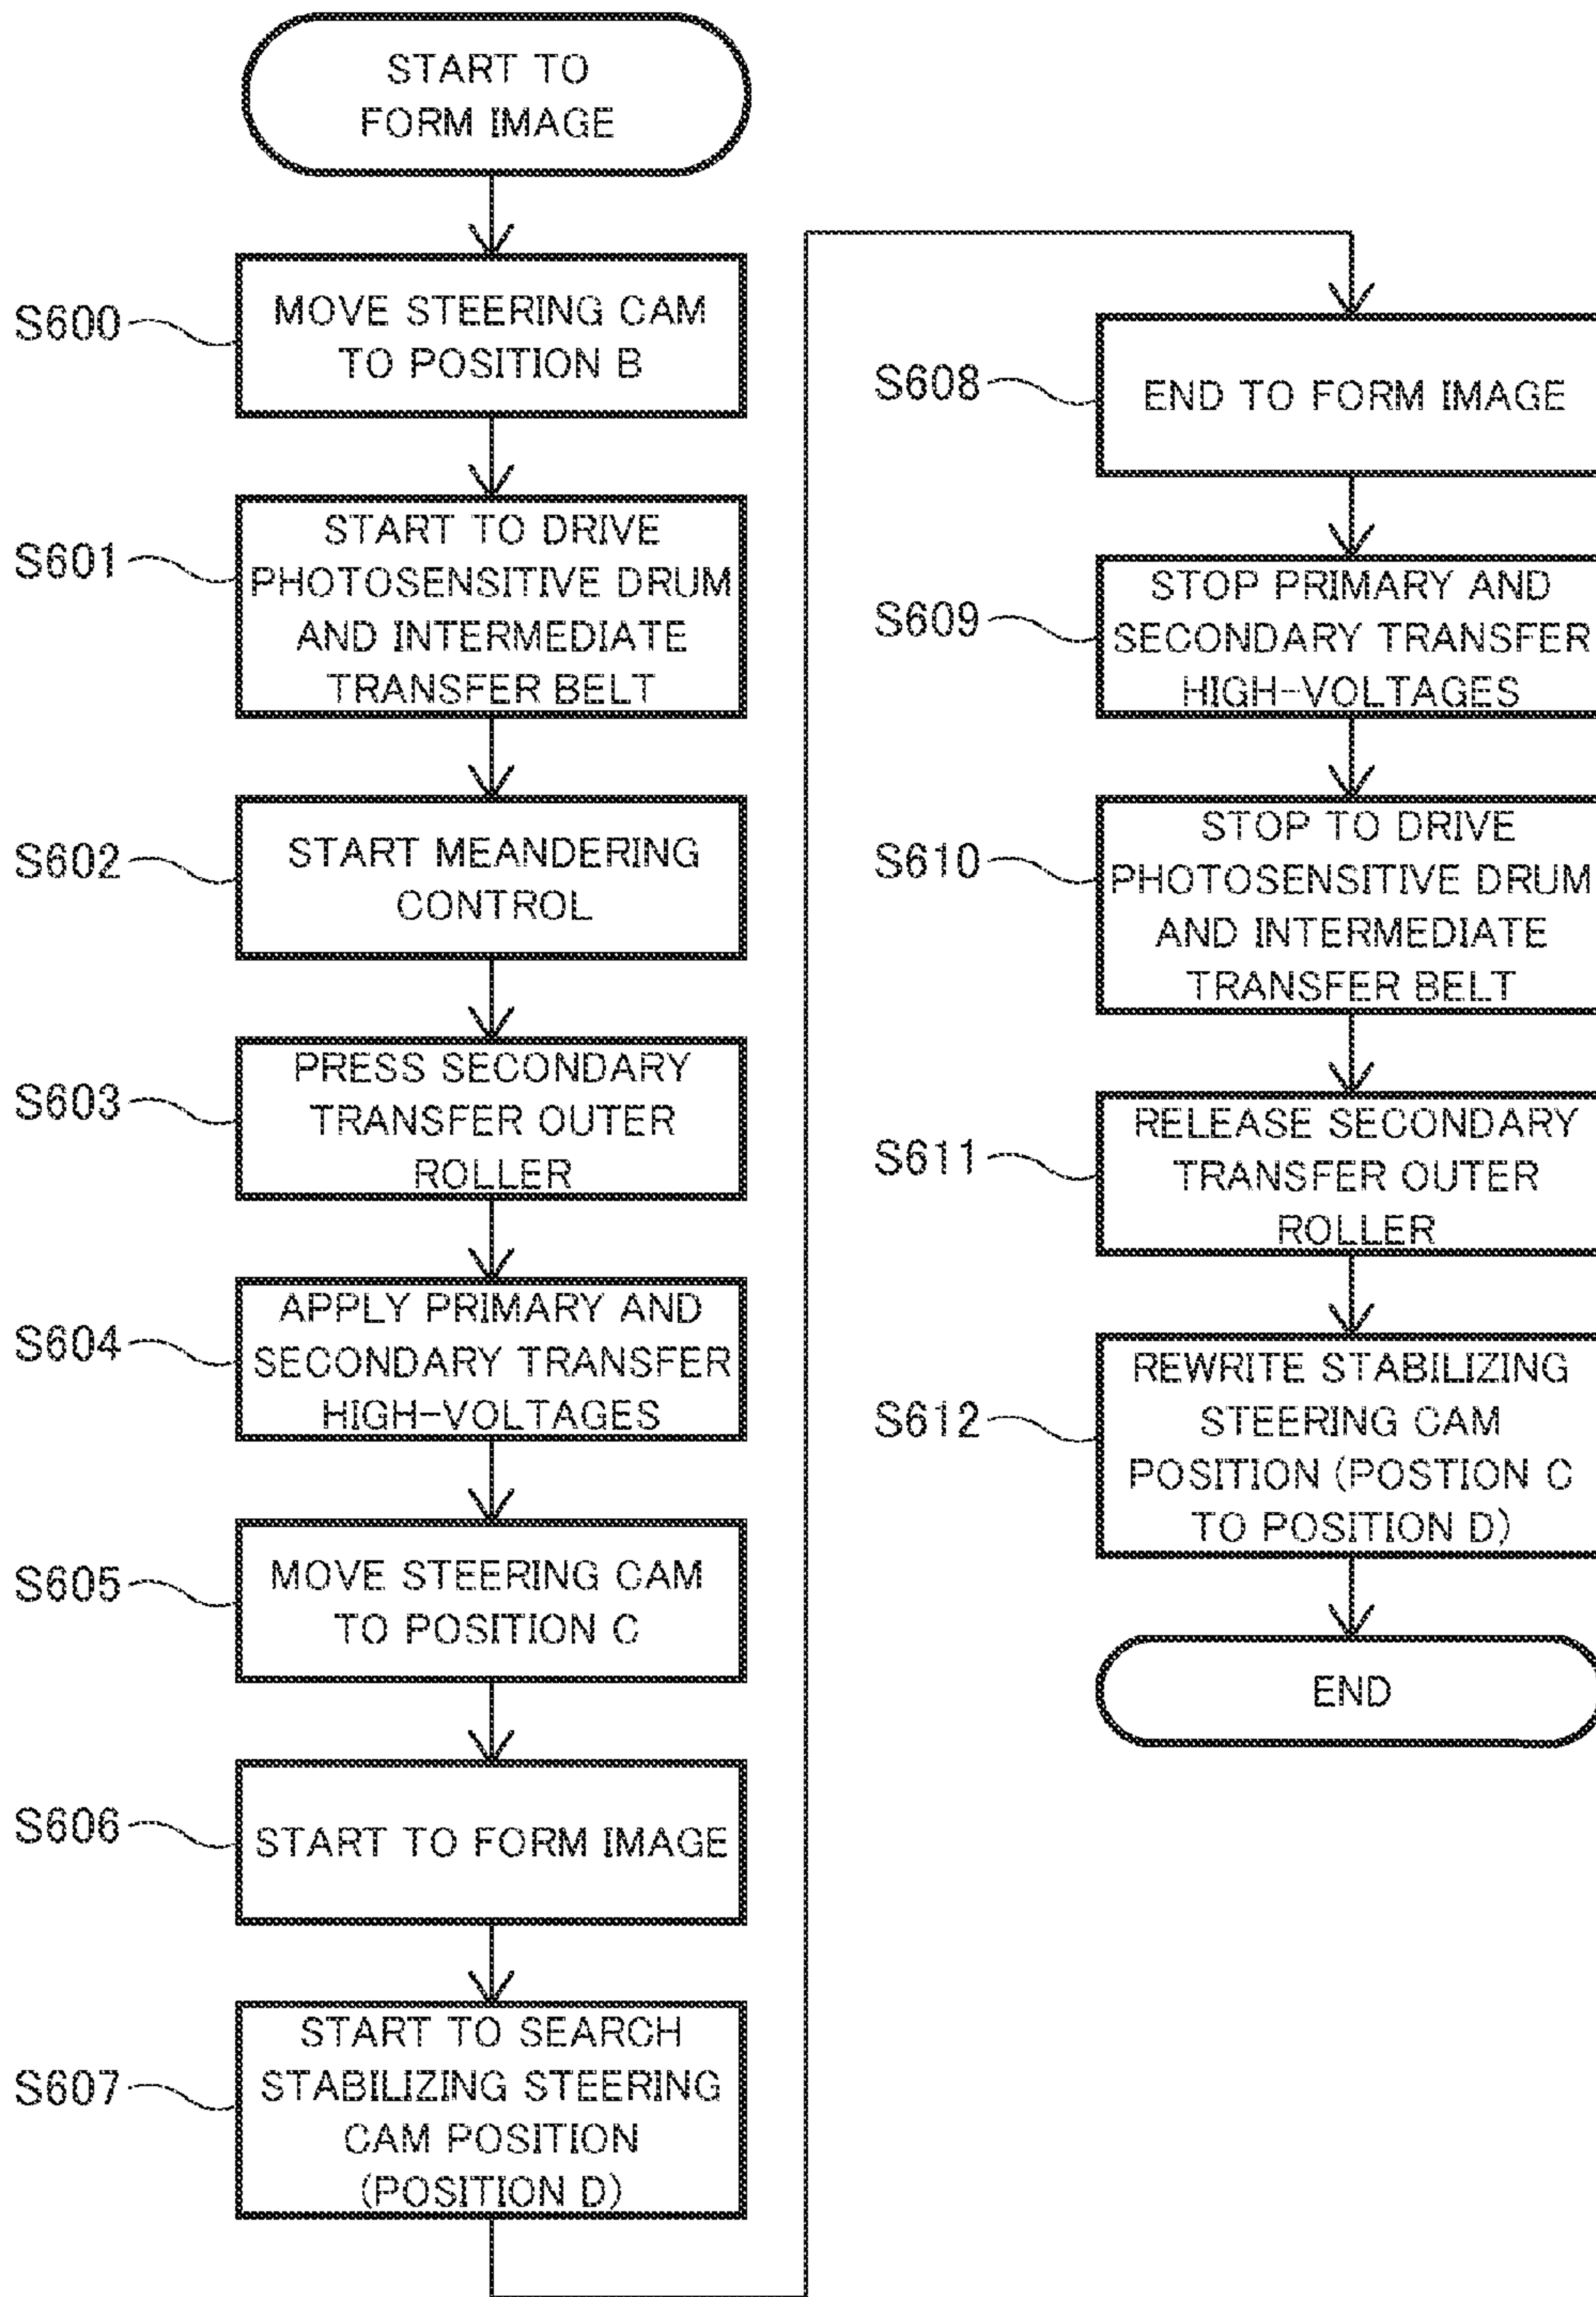 START TO
FORM IMAGE
S600
MOVE STEERING CAM
TO POSITION B
S601
START TO DRIVE
PHOTOSENSITIVE DRUM
AND INTERMEDIATE
TRANSFER BELT
S602
START MEANDERING
CONTROL
S603
PRESS SECONDARY
TRANSFER OUTER
ROLLER
S604
APPLY PRIMARY AND
SECONDARY TRANSFER
HIGH-VOLTAGES
S605
MOVE STEERING CAM
TO POSITION C
S606
START TO FORM IMAGE
S607
START TO SEARCH
STABILIZING STEERING
CAM POSITION
(POSITION D)
S608
END TO FORM IMAGE
S609
STOP PRIMARY AND
SECONDARY TRANSFER
HIGH-VOLTAGES
S610
STOP TO DRIVE
PHOTOSENSITIVE DRUM
AND INTERMEDIATE
TRANSFER BELT
S611
RELEASE SECONDARY
TRANSFER OUTER
ROLLER
S612
REWRITE STABILIZING
STEERING CAM
POSITION (POSTION C
TO POSITION D)
END